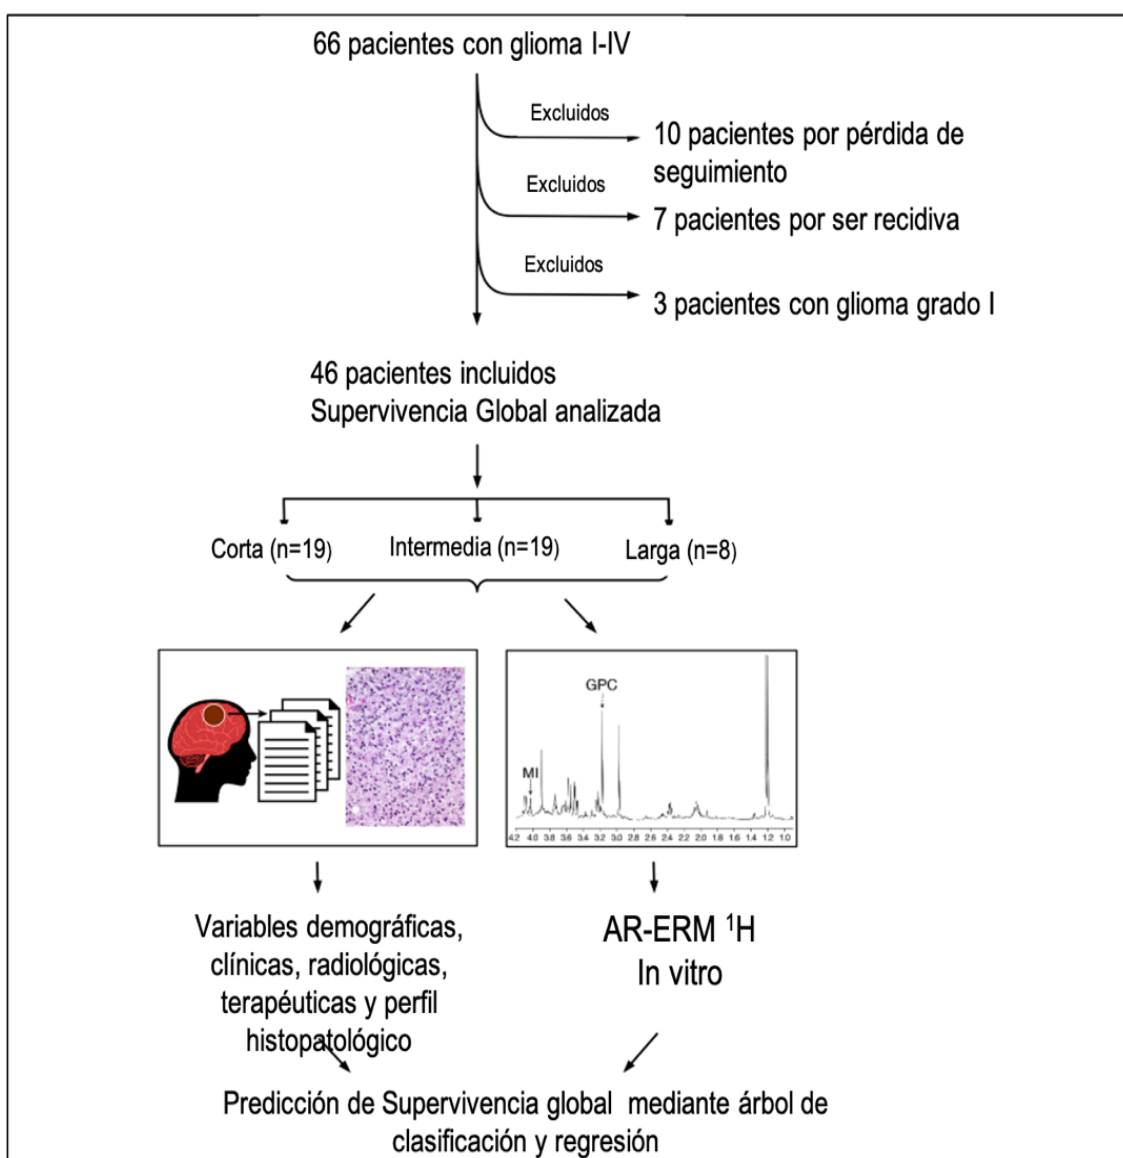 66 pacientes con glioma I-IV
Excluidos
10 pacientes por pérdida de
seguimiento
Excluidos
7 pacientes por ser recidiva
Excluidos
3 pacientes con glioma grado I
46 pacientes incluidos
Supervivencia Global analizada
Corta (n=19)
Intermedia (n=19)
Larga (n=8)
GPC
MI
4.2 4.0 3.8 3.6 3.4 3.2 3.0 2.8 2.6 2.4 2.2 2.0 1.8 1.6 1.4 1.2 1.0
Variables demográficas,
clínicas, radiológicas,
terapéuticas y perfil
histopatológico
AR-ERM ¹H
In vitro
Predicción de Supervivencia global mediante árbol de
clasificación y regresión